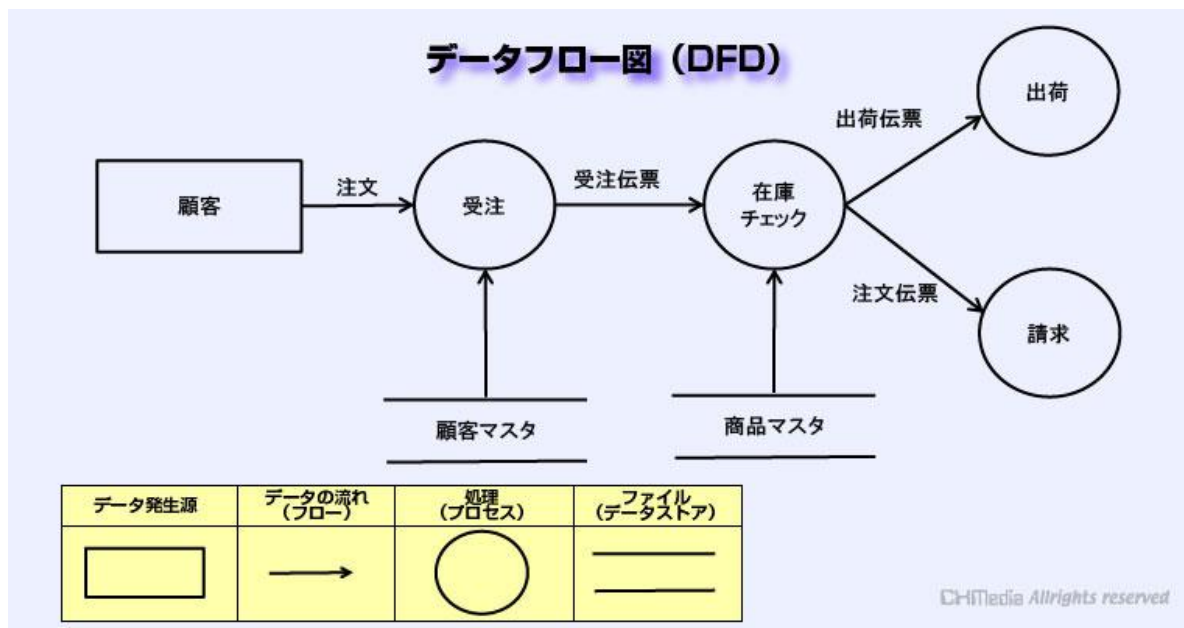 データフロー図（DFD）
顧客
注文
受注
受注伝票
在庫
チェック
出荷伝票
出荷
注文伝票
請求
顧客マスタ
商品マスタ
データ発生源
データの流れ
（フロー）
処理
（プロセス）
ファイル
（データストア）
CHMedia Allrights reserved